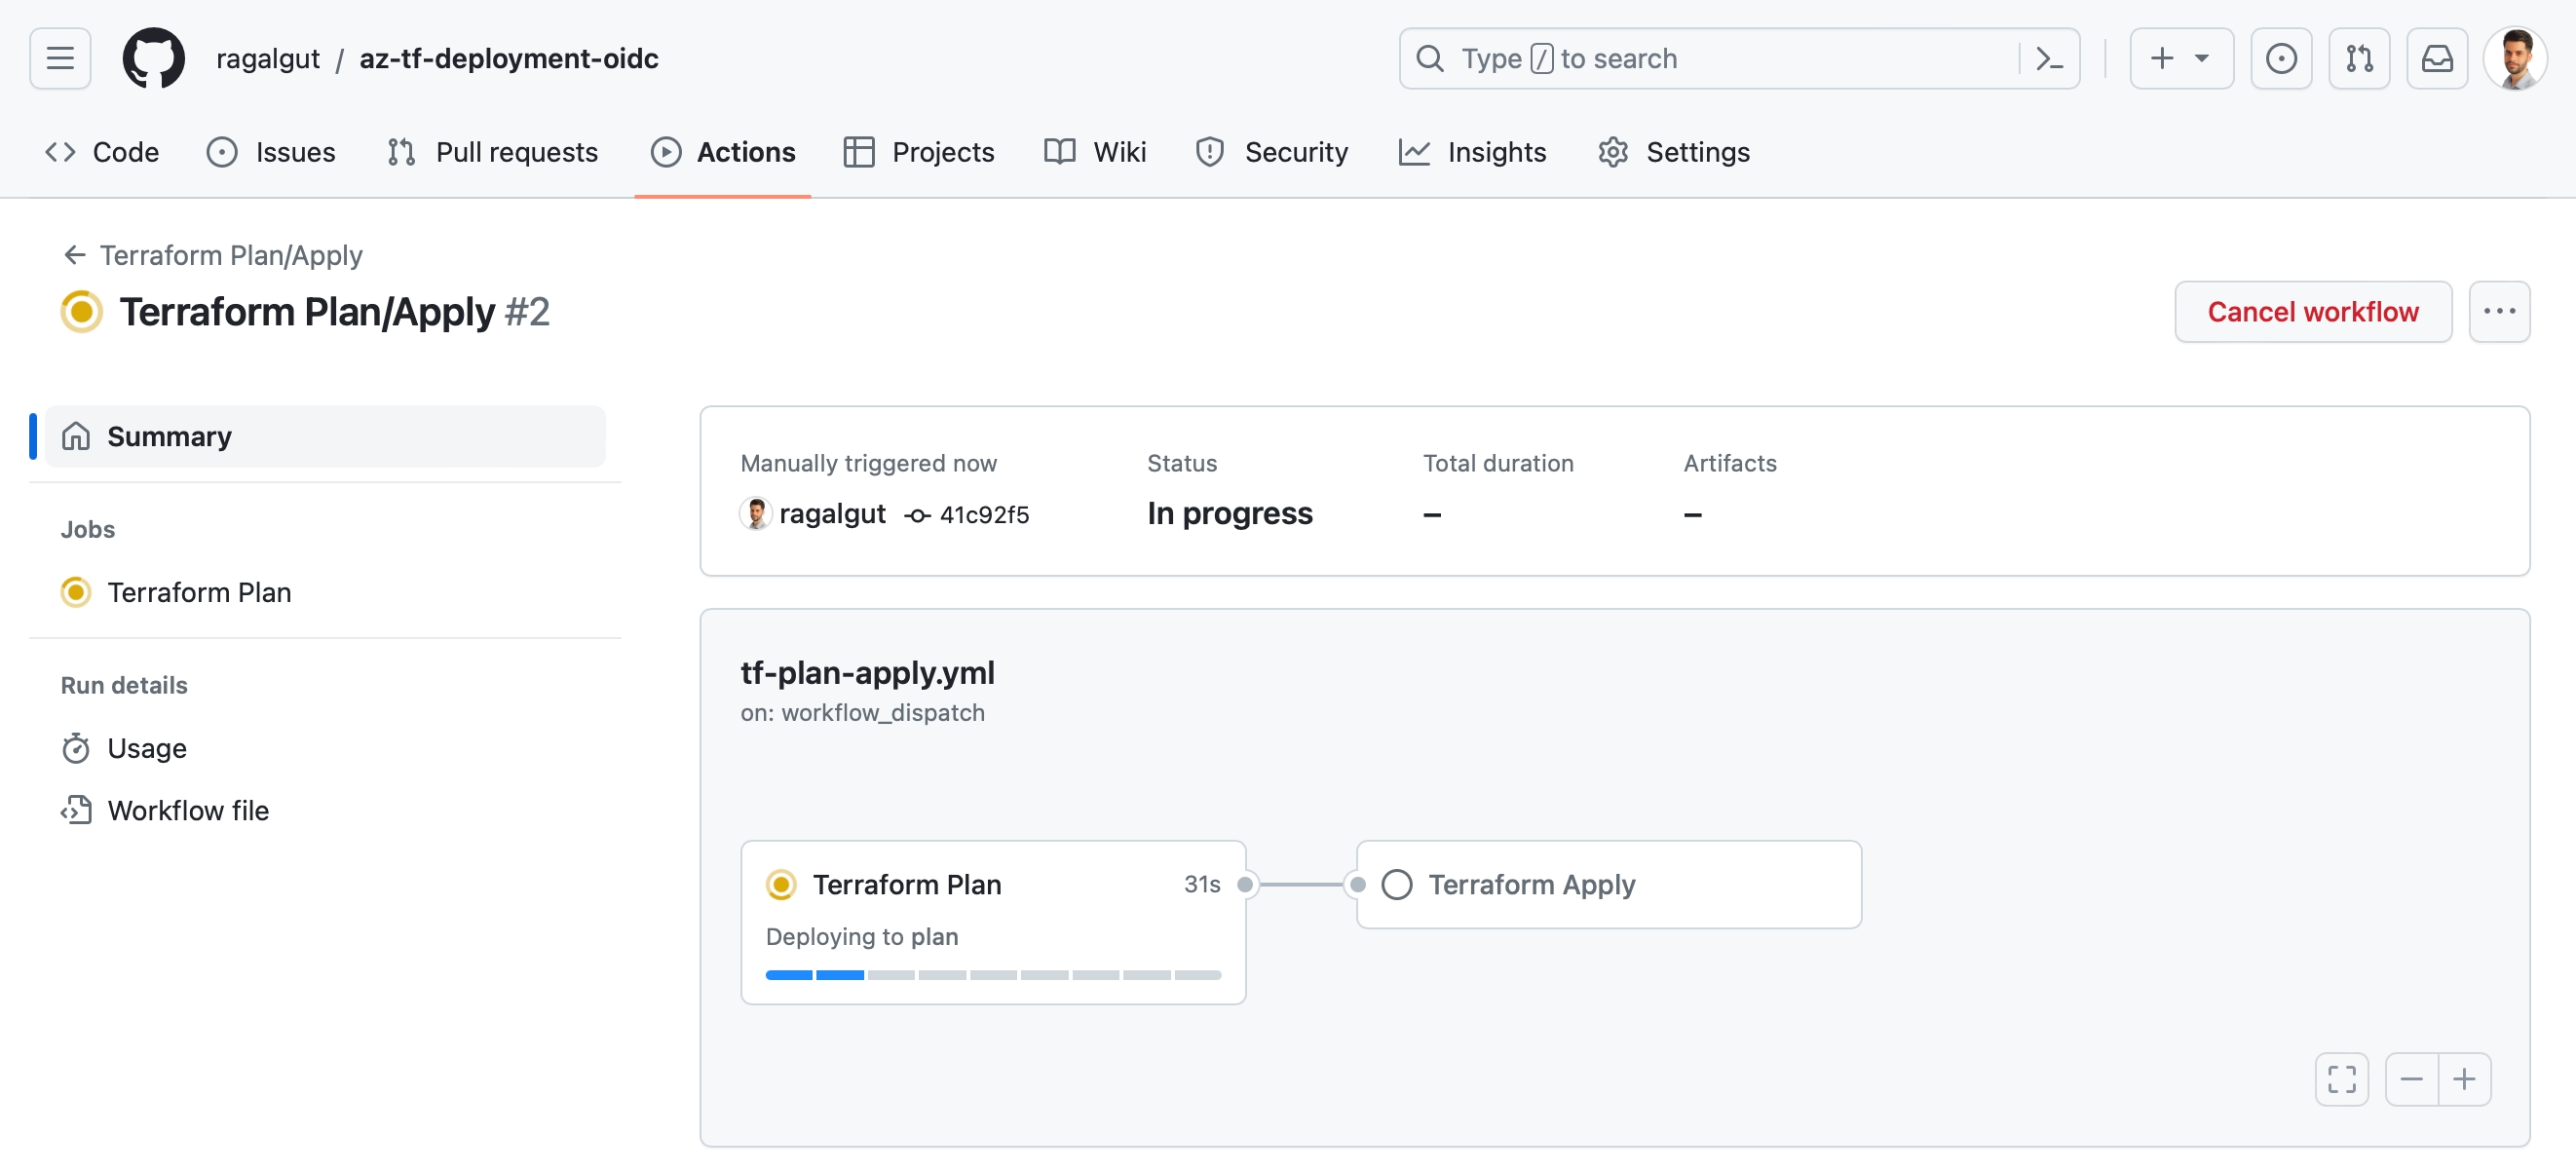 ragalgut / az-tf-deployment-oidc
Type / to search
Code
Issues
Pull requests
Actions
Projects
Wiki
Security
Insights
Settings
Terraform Plan/Apply
Terraform Plan/Apply #2
Cancel workflow
Summary
Jobs
Terraform Plan
Run details
Usage
Workflow file
Manually triggered now
ragalgut 41c92f5
Status
In progress
Total duration
–
Artifacts
–
tf-plan-apply.yml
on: workflow_dispatch
Terraform Plan 31s
Deploying to plan
Terraform Apply